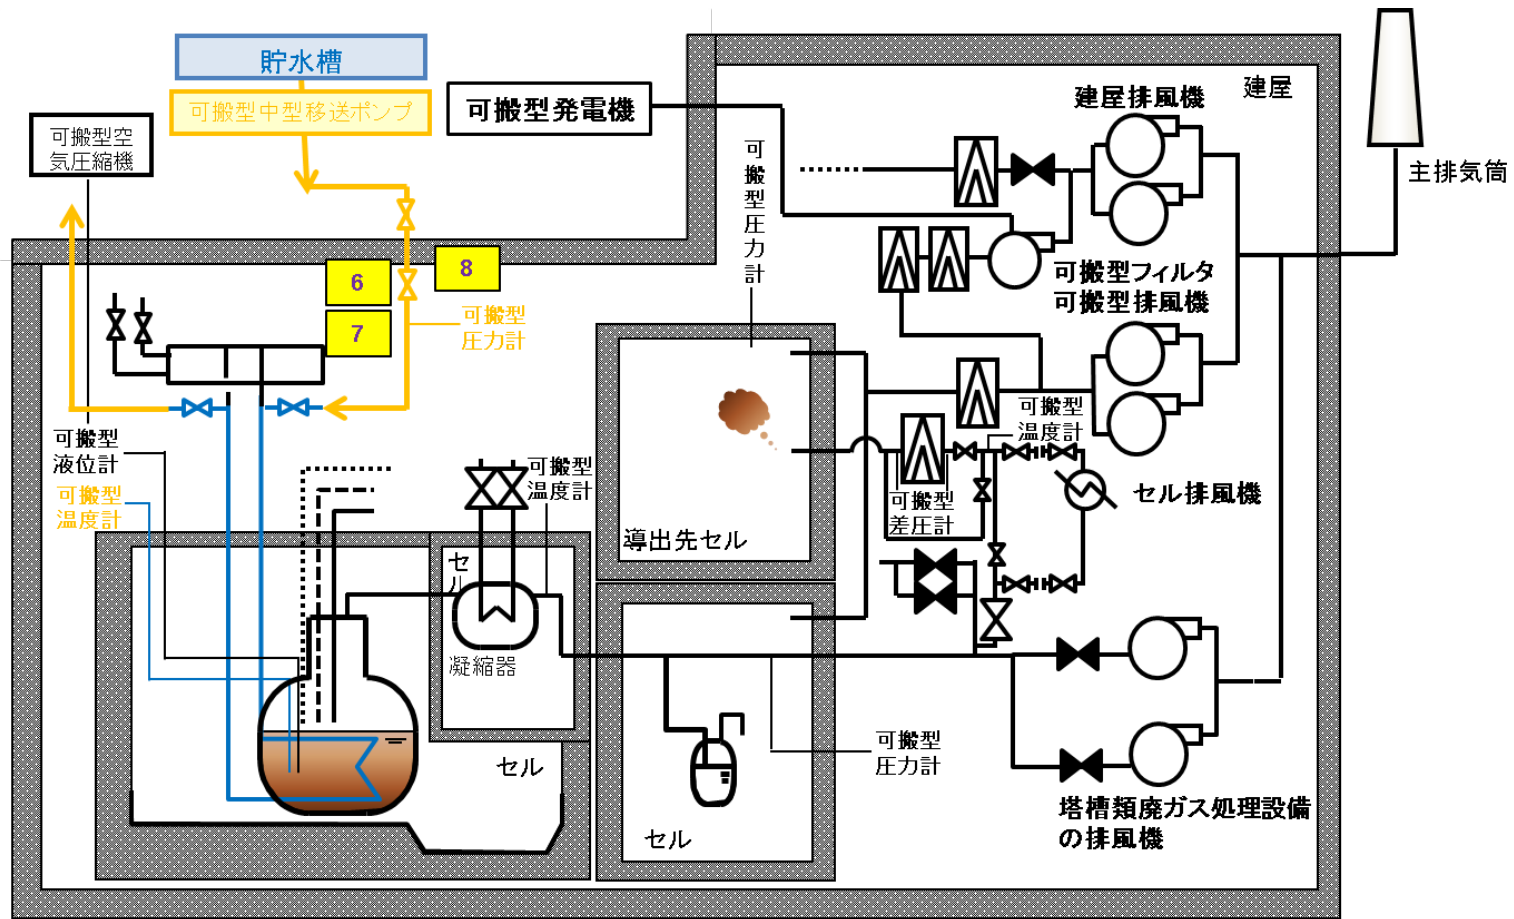 貯水槽
可搬型中型移送ポンプ
可搬型空
気圧縮機
可搬型発電機
建屋
建屋排風機
主排気筒
可搬型圧力計
可搬型フィルタ
可搬型排風機
6
8
7
可搬型
圧力計
可搬型
液位計
可搬型
温度計
可搬型
温度計
可搬型
温度計
可搬型
差圧計
セル排風機
導出先セル
セル
凝縮器
セル
可搬型
圧力計
セル
塔槽類廃ガス処理設備
の排風機